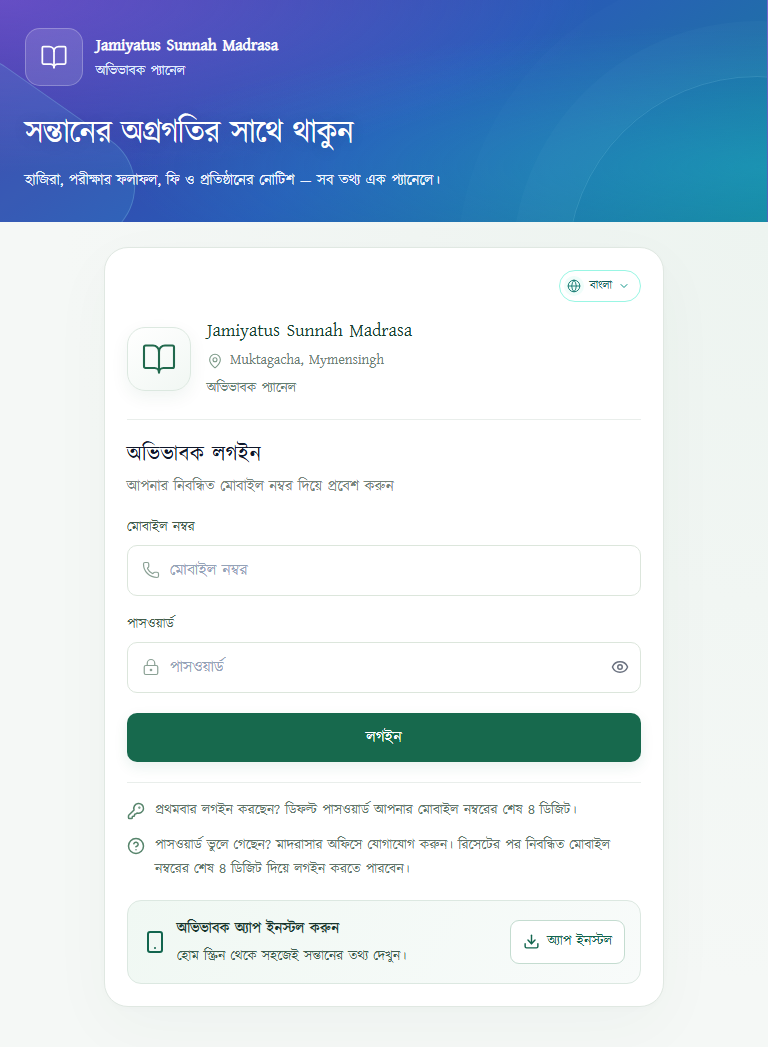 Jamiyatus Sunnah Madrasa
অভিভাবক প্যানেল
সন্তানের অগ্রগতির সাথে থাকুন
হাজিরা, পরীক্ষার ফলাফল, ফি ও প্রতিষ্ঠানের নোটিশ — সব তথ্য এক প্যানেলে।
বাংলা
Jamiyatus Sunnah Madrasa
Muktagacha, Mymensingh
অভিভাবক প্যানেল
অভিভাবক লগইন
আপনার নিবন্ধিত মোবাইল নম্বর দিয়ে প্রবেশ করুন
মোবাইল নম্বর
মোবাইল নম্বর
পাসওয়ার্ড
পাসওয়ার্ড
লগইন
প্রথমবার লগইন করছেন? ডিফল্ট পাসওয়ার্ড আপনার মোবাইল নম্বরের শেষ 4 ডিজিট।
পাসওয়ার্ড ভুলে গেছেন? মাদরাসার অফিসে যোগাযোগ করুন। রিসেটের পর নিবন্ধিত মোবাইল
নম্বরের শেষ 4 ডিজিট দিয়ে লগইন করতে পারবেন।
অভিভাবক অ্যাপ ইনস্টল করুন
হোম স্ক্রিন থেকে সহজেই সন্তানের তথ্য দেখুন।
অ্যাপ ইনস্টল